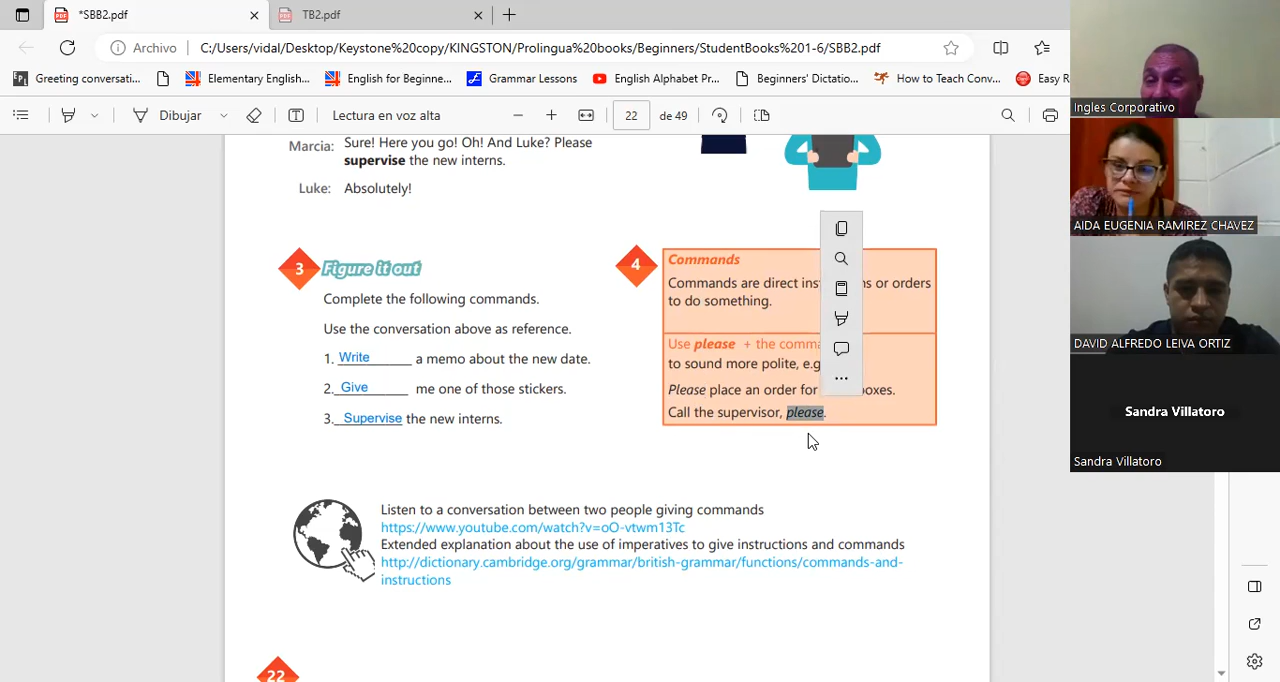 *SBB2.pdf
TB2.pdf
Archivo
C:/Users/vidal/Desktop/Keystone%20copy/KINGSTON/Prolingua%20books/Beginners/StudentBooks%201-6/SBB2.pdf
Greeting conversati...
Elementary English...
English for Beginne...
Grammar Lessons
English Alphabet Pr...
Beginners' Dictatio...
How to Teach Conv...
Easy R
Dibujar
Lectura en voz alta
22
de 49
Marcia: Sure! Here you go! Oh! And Luke? Please
supervise the new interns.
Luke: Absolutely!
3 Figure it out
Complete the following commands.
Use the conversation above as reference.
1. Write a memo about the new date.
2. Give me one of those stickers.
3. Supervise the new interns.
4 Commands
Commands are direct ins s or orders
to do something.
Use please + the comma
to sound more polite, e.g
Please place an order for boxes.
Call the supervisor, please.
Listen to a conversation between two people giving commands
https://www.youtube.com/watch?v=oO-vtwm13Tc
Extended explanation about the use of imperatives to give instructions and commands
http://dictionary.cambridge.org/grammar/british-grammar/functions/commands-and-
instructions
22
Ingles Corporativo
AIDA EUGENIA RAMIREZ CHAVEZ
DAVID ALFREDO LEIVA ORTIZ
Sandra Villatoro
Sandra Villatoro